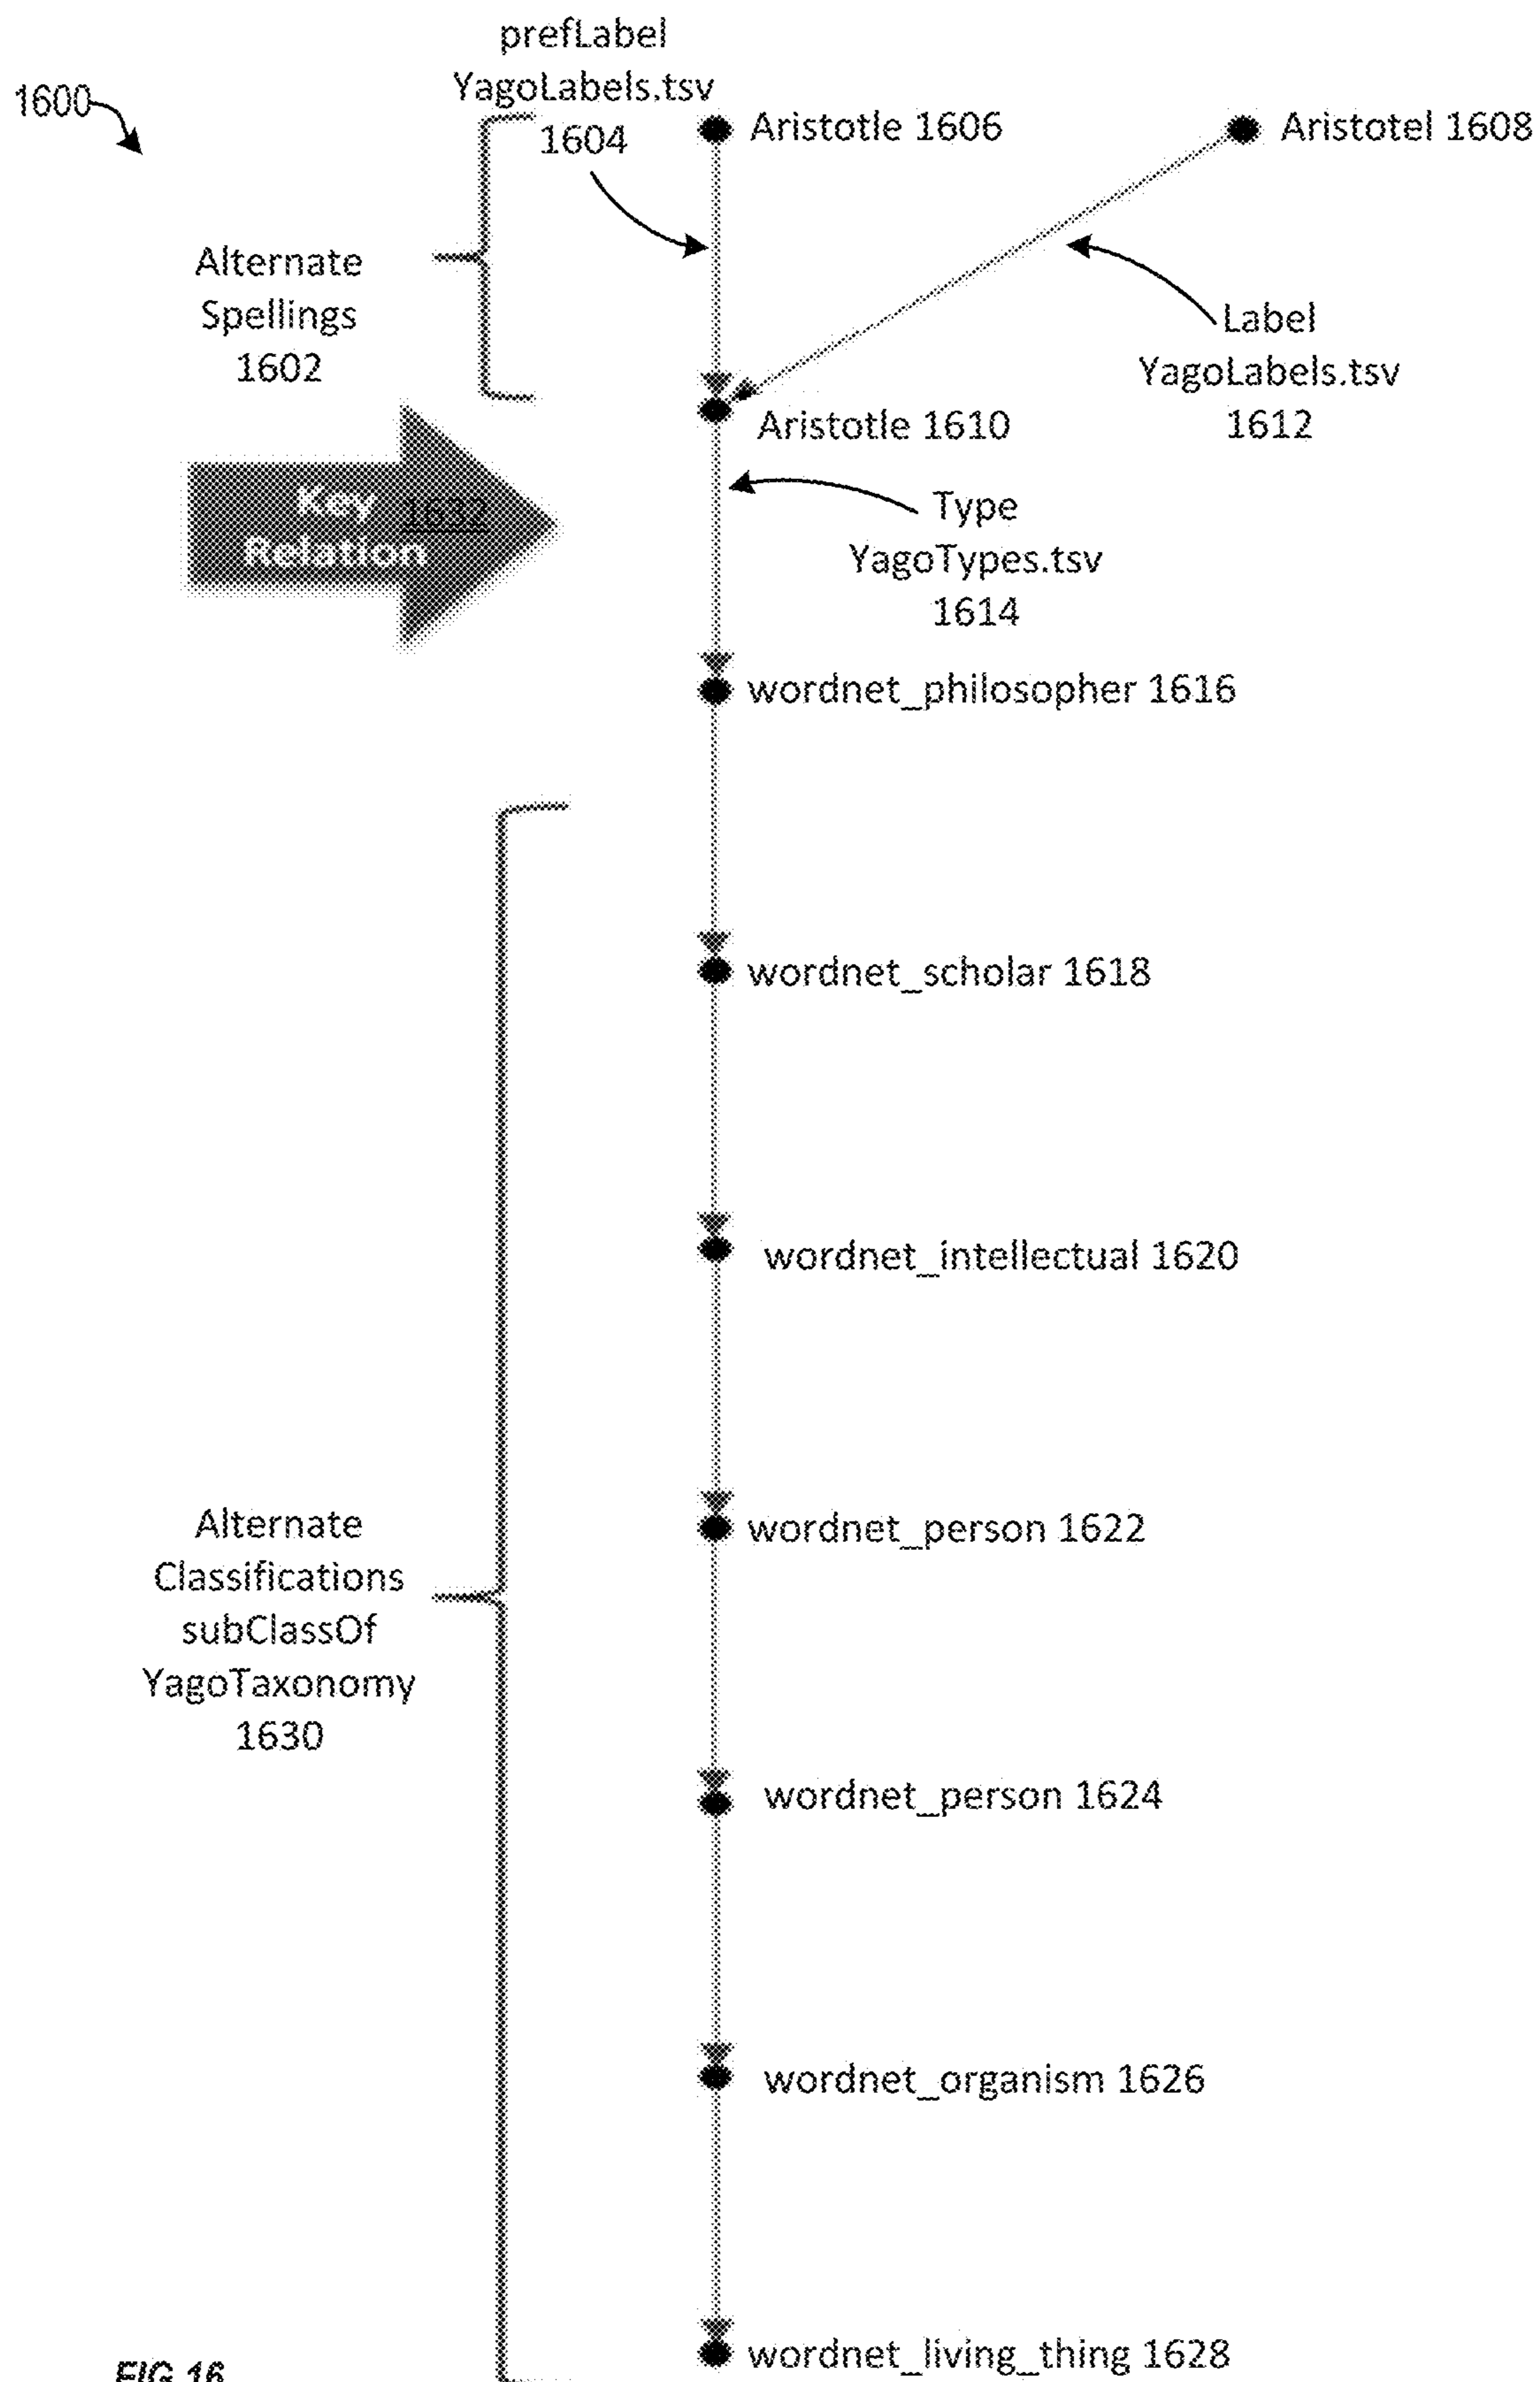 prefLabel
YagoLabels.tsv
1604
1600
Aristotle 1606
Aristotel 1608
Alternate
Spellings
1602
Label
YagoLabels.tsv
1612
Aristotle 1610
Key
Relation
1632
Type
YagoTypes.tsv
1614
wordnet_philosopher 1616
wordnet_scholar 1618
wordnet_intellectual 1620
wordnet_person 1622
Alternate
Classifications
subClassOf
YagoTaxonomy
1630
wordnet_person 1624
wordnet_organism 1626
wordnet_living_thing 1628
FIG 16